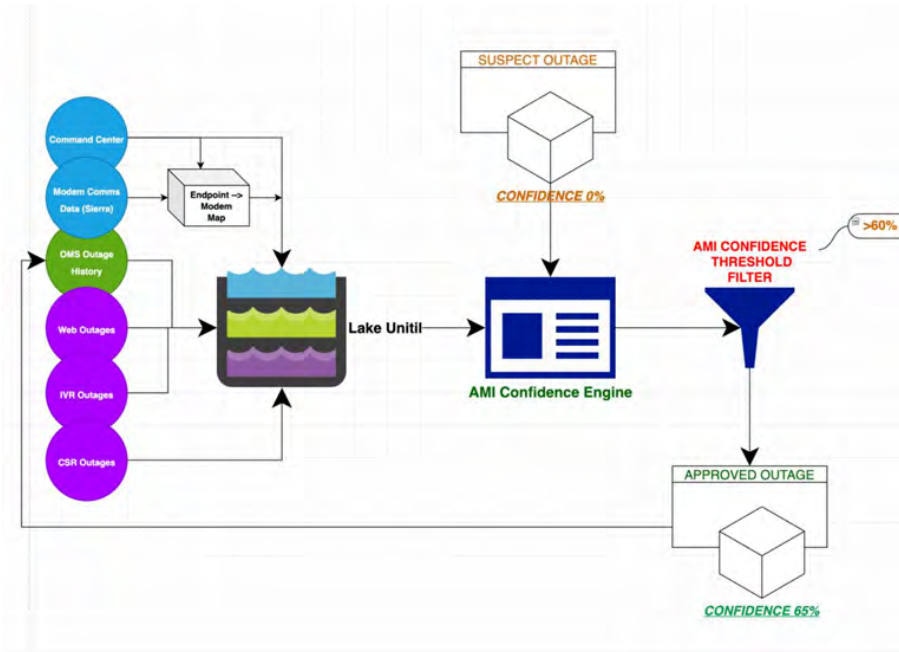 SUSPECT OUTAGE
CONFIDENCE 0%
Command Center
Modem Comms
Data (Sierra)
Endpoint -->
Modem
Map
OMS Outage
History
Web Outages
IVR Outages
CSR Outages
Lake Unitil
AMI Confidence Engine
AMI CONFIDENCE
THRESHOLD
FILTER
>60%
APPROVED OUTAGE
CONFIDENCE 65%